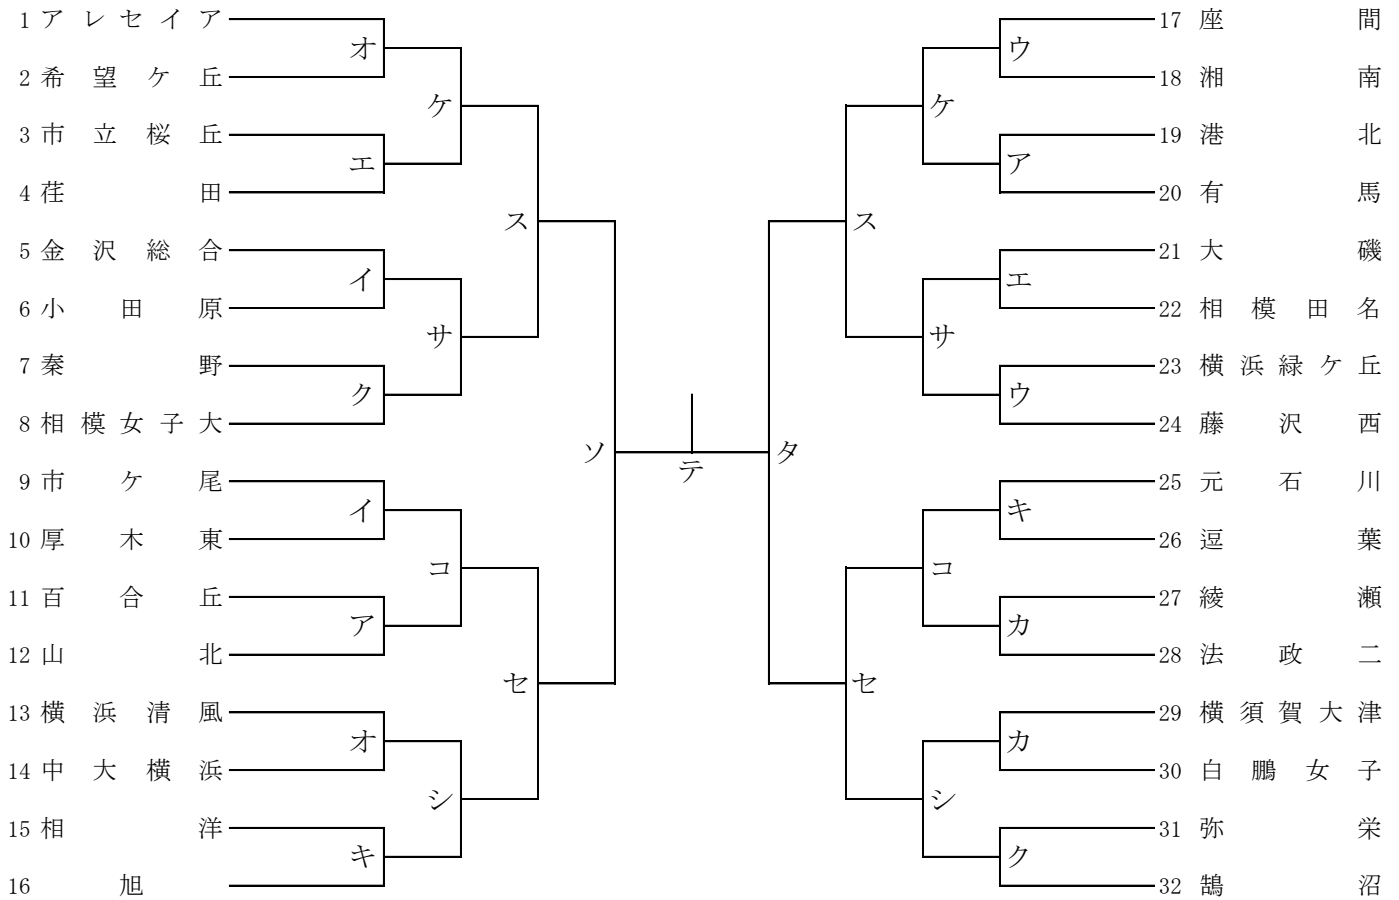 1 アレセイア
オ
2 希望ケ丘
ケ
3 市立桜丘
エ
4 荏田
ス
5 金沢総合
イ
6 小田原
サ
7 秦野
ク
8 相模女子大
ソ
9 市ケ尾
イ
10 厚木東
コ
11 百合丘
ア
12 山北
セ
13 横浜清風
オ
14 中大横浜
シ
15 相洋
キ
16 旭
テ
17 座間
ウ
18 湘南
ケ
19 港北
ア
20 有馬
ス
21 大磯
エ
22 相模田名
サ
23 横浜緑ケ丘
ウ
24 藤沢西
タ
25 元石川
キ
26 逗葉
コ
27 綾瀬
カ
28 法政二
セ
29 横須賀大津
カ
30 白鵬女子
シ
31 弥栄
ク
32 鵠沼